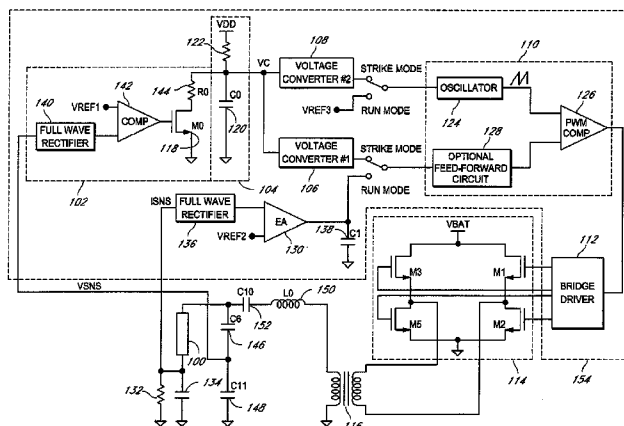 VDD
122
108
VOLTAGE
CONVERTER #2
STRIKE MODE
110
142
144
R0
VC
OSCILLATOR
124
126
140
VREF1
COMP
M0
C0
120
118
VREF3
RUN MODE
PWM
COMP.
FULL WAVE
RECTIFIER
VOLTAGE
CONVERTER #1
STRIKE MODE
128
OPTIONAL
FEED-FORWARD
CIRCUIT
102
104
106
RUN MODE
ISNS
FULL WAVE
RECTIFIER
136
EA
130
138
C1
VREF2
VBAT
112
M3
M1
BRIDGE
DRIVER
VSNS
C10
L0
150
152
M5
M2
100
C6
146
132
134
C11
148
116
114
154